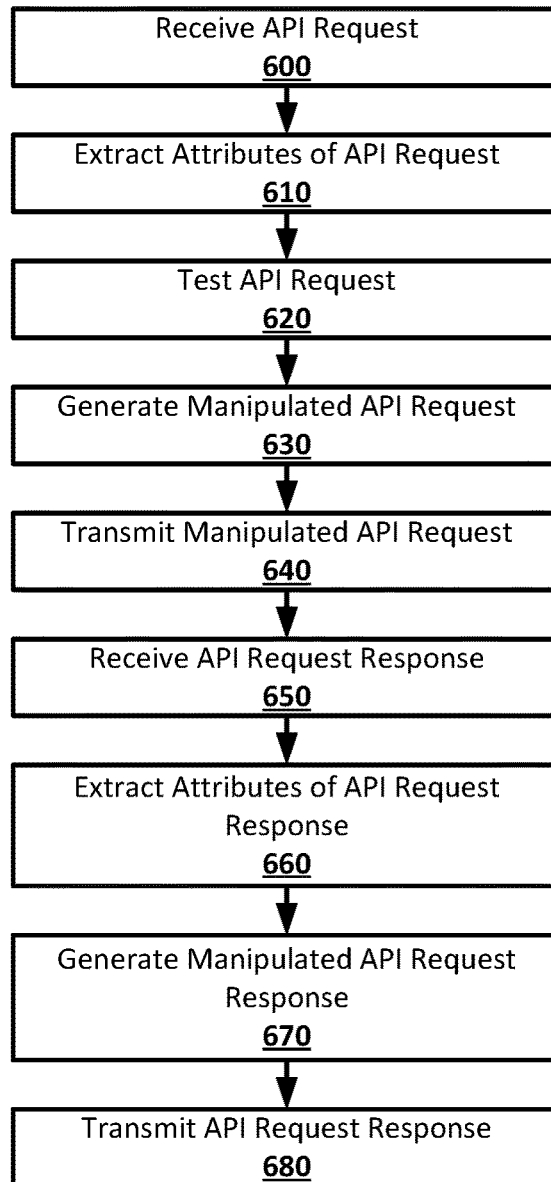 Receive API Request
600
Extract Attributes of API Request
610
Test API Request
620
Generate Manipulated API Request
630
Transmit Manipulated API Request
640
Receive API Request Response
650
Extract Attributes of API Request
Response
660
Generate Manipulated API Request
Response
670
Transmit API Request Response
680